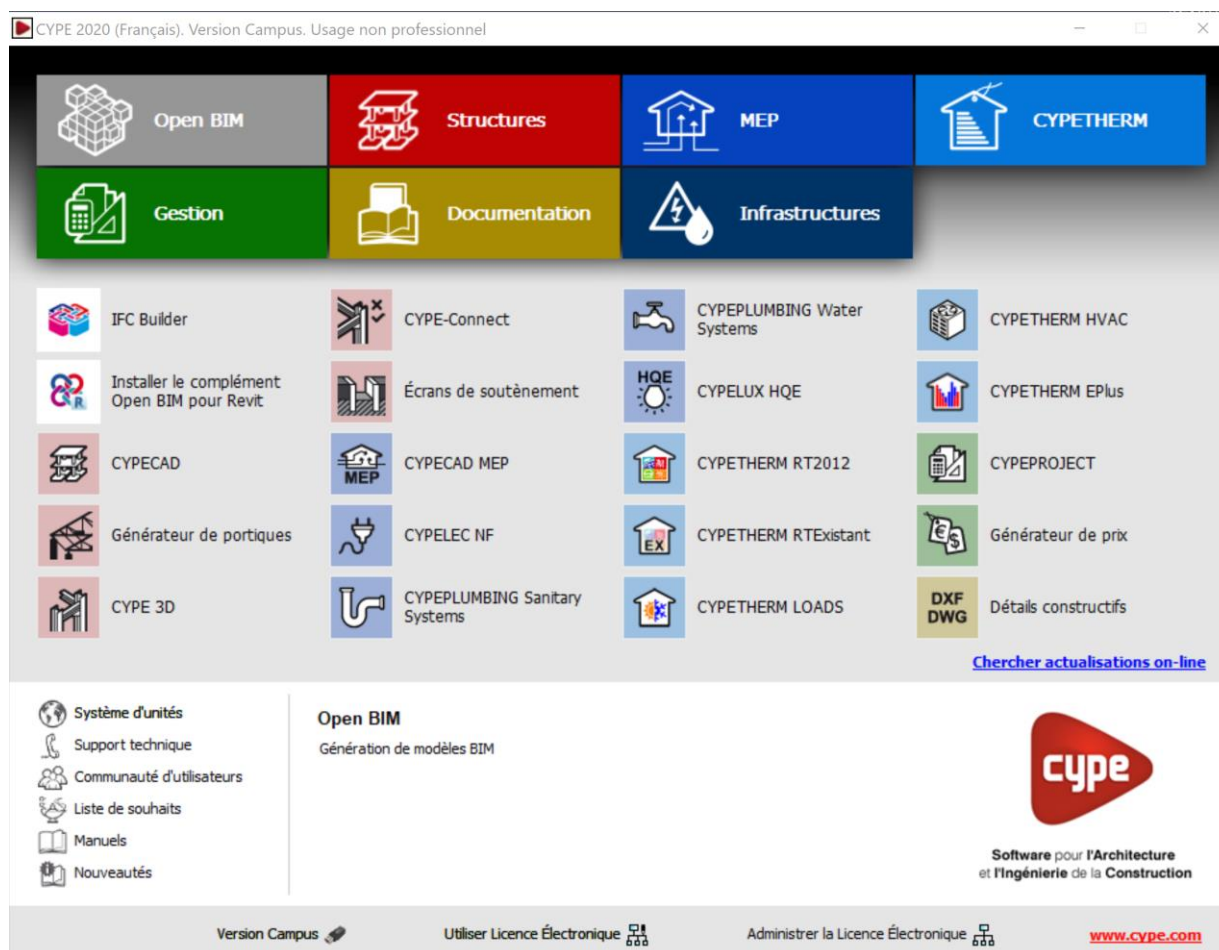 CYPE 2020 (Français). Version Campus. Usage non professionnel
Open BIM
Structures
MEP
CYPETHERM
Gestion
Documentation
Infrastructures
IFC Builder
CYPE-Connect
CYPEPLUMBING Water
Systems
CYPETHERM HVAC
Installer le complément
Open BIM pour Revit
Écrans de soutènement
HQE
CYPELUX HQE
CYPETHERM EPlus
CYPECAD
MEP
CYPECAD MEP
CYPETHERM RT2012
CYPEPROJECT
Générateur de portiques
CYPELEC NF
EX
CYPETHERM RTExistant
Générateur de prix
CYPE 3D
CYPEPLUMBING Sanitary
Systems
CYPETHERM LOADS
DXF
DWG
Détails constructifs
Chercher actualisations on-line
Système d'unités
Support technique
Communauté d'utilisateurs
Liste de souhaits
Manuels
Nouveautés
Open BIM
Génération de modèles BIM
cype
Software pour l'Architecture
et l'Ingénierie de la Construction
Version Campus
Utiliser Licence Électronique
Administrer la Licence Électronique
www.cype.com